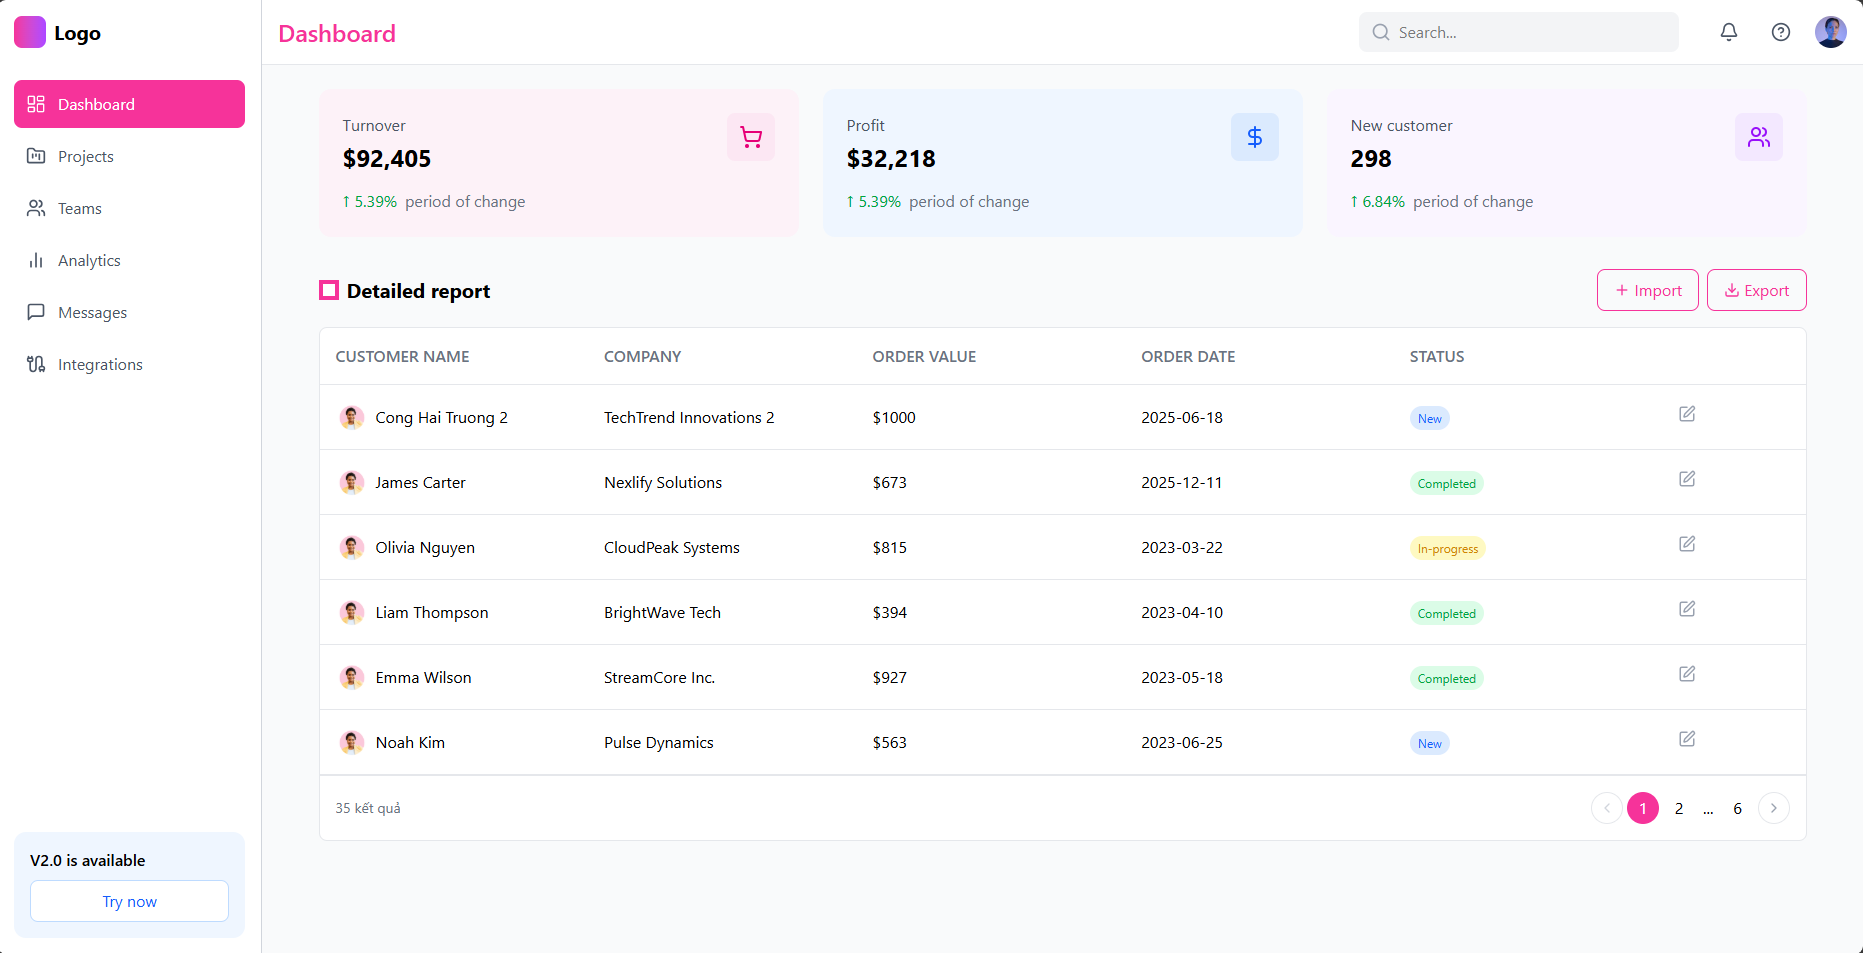 Logo
Dashboard
Search...
Dashboard
Projects
Teams
Analytics
Messages
Integrations
V2.0 is available
Try now
Turnover
$92,405
↑ 5.39% period of change
Profit
$32,218
↑ 5.39% period of change
New customer
298
↑ 6.84% period of change
Detailed report
+ Import
Export
CUSTOMER NAME COMPANY ORDER VALUE ORDER DATE STATUS
Cong Hai Truong 2 TechTrend Innovations 2 $1000 2025-06-18 New
James Carter Nexlify Solutions $673 2025-12-11 Completed
Olivia Nguyen CloudPeak Systems $815 2023-03-22 In-progress
Liam Thompson BrightWave Tech $394 2023-04-10 Completed
Emma Wilson StreamCore Inc. $927 2023-05-18 Completed
Noah Kim Pulse Dynamics $563 2023-06-25 New
35 kết quả
1 2 ... 6